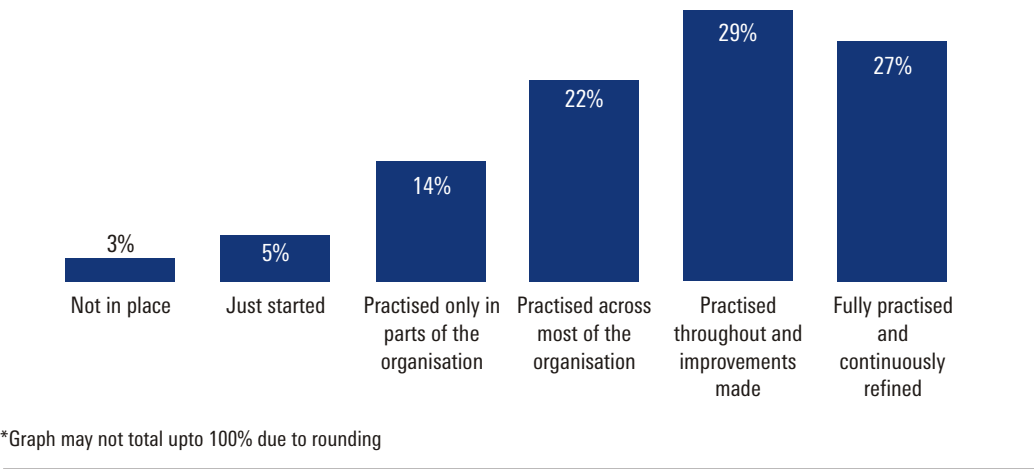 29%
27%
22%
14%
3%
5%
Not in place
Just started
Practised only in
parts of the
organisation
Practised across
most of the
organisation
Practised
throughout and
improvements
made
Fully practised
and
continuously
refined
*Graph may not total upto 100% due to rounding